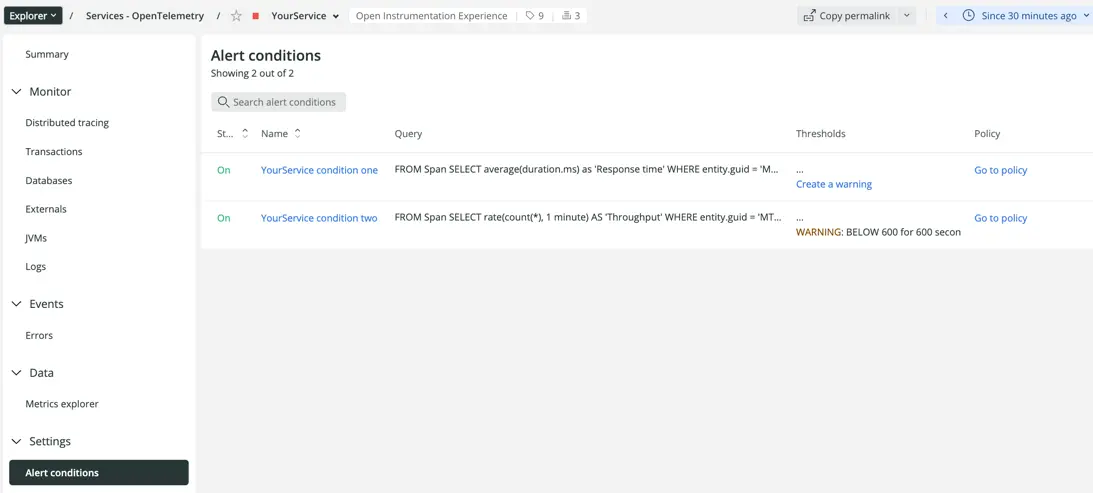 Explorer / Services - OpenTelemetry / YourService Open Instrumentation Experience 9 3 Copy permalink Since 30 minutes ago
Summary
Monitor
Distributed tracing
Transactions
Databases
Externals
JVMs
Logs
Events
Errors
Data
Metrics explorer
Settings
Alert conditions
Alert conditions
Showing 2 out of 2
Search alert conditions
St... Name Query Thresholds Policy
On YourService condition one FROM Span SELECT average(duration.ms) as 'Response time' WHERE entity.guid = 'M... ... Go to policy
Create a warning
On YourService condition two FROM Span SELECT rate(count(*), 1 minute) AS 'Throughput' WHERE entity.guid = 'MT... ... Go to policy
WARNING: BELOW 600 for 600 secon